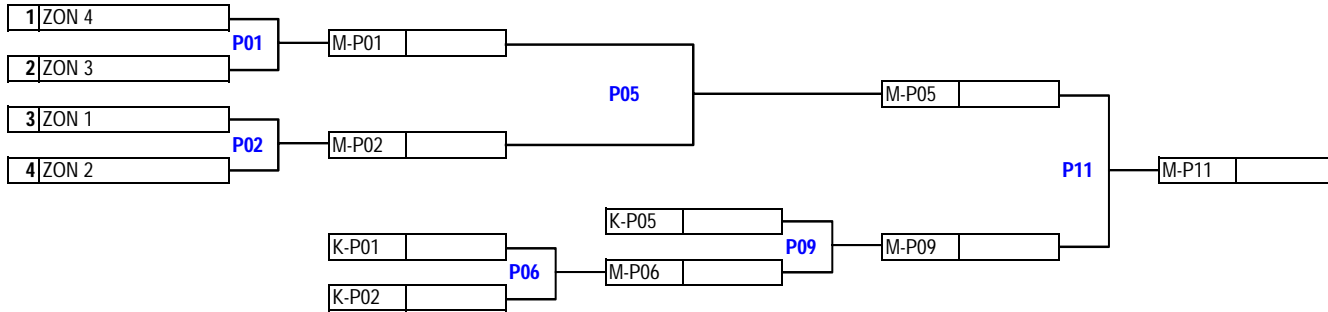 1 ZON 4
P01
M-P01
2 ZON 3
P05
M-P05
3 ZON 1
P02
M-P02
4 ZON 2
P11
M-P11
K-P05
K-P01
P09
M-P09
P06
M-P06
K-P02